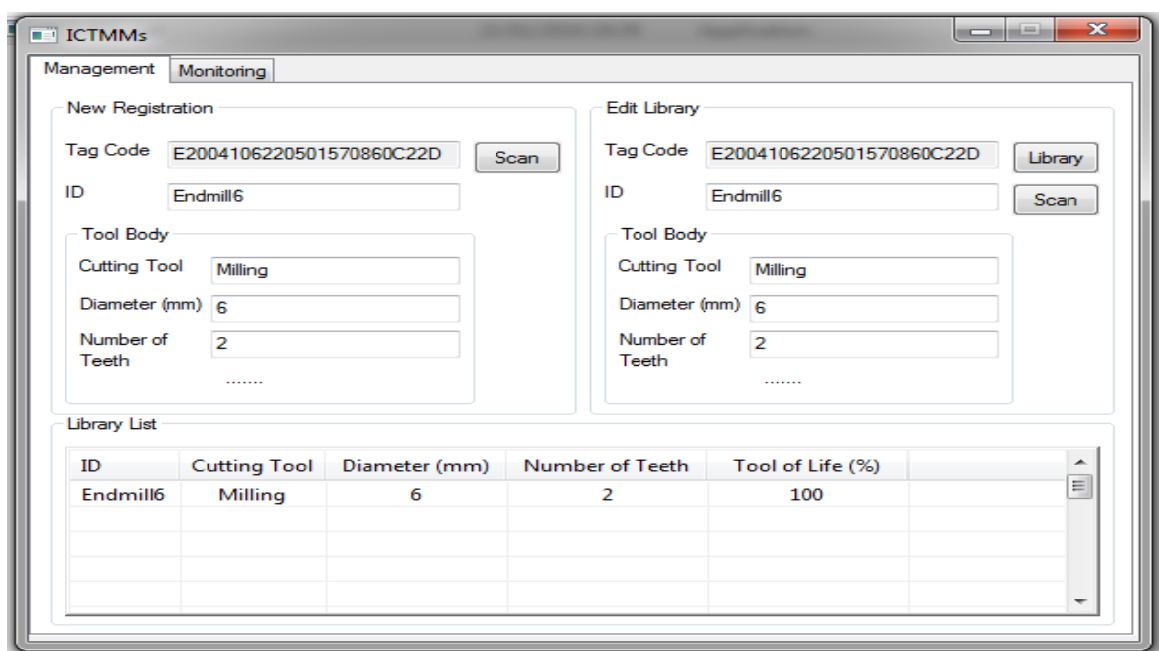 ICTMMs
Management Monitoring
New Registration
Tag Code E2004106220501570860C22D Scan
ID Endmill6
Tool Body
Cutting Tool Milling
Diameter (mm) 6
Number of Teeth 2
.......
Edit Library
Tag Code E2004106220501570860C22D Library
ID Endmill6 Scan
Tool Body
Cutting Tool Milling
Diameter (mm) 6
Number of Teeth 2
.......
Library List
ID Cutting Tool Diameter (mm) Number of Teeth Tool of Life (%)
Endmill6 Milling 6 2 100